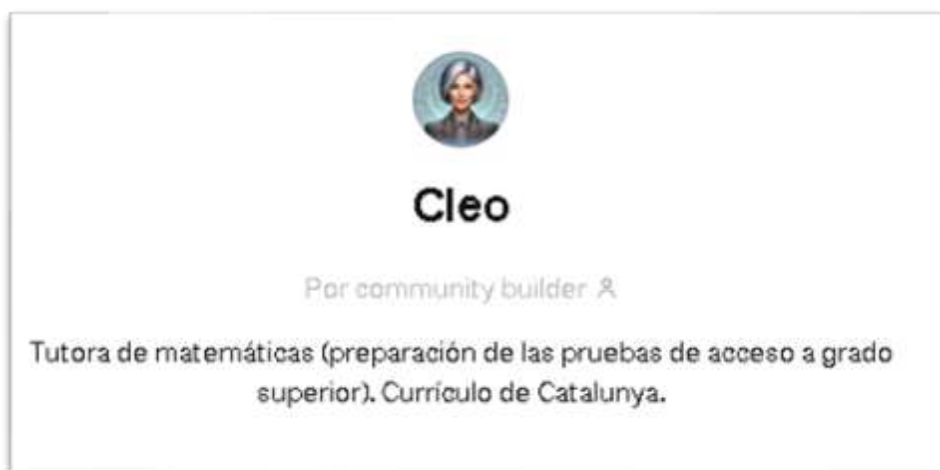 Cleo
Por community builder
Tutora de matemáticas (preparación de las pruebas de acceso a grado
superior). Currículo de Catalunya.